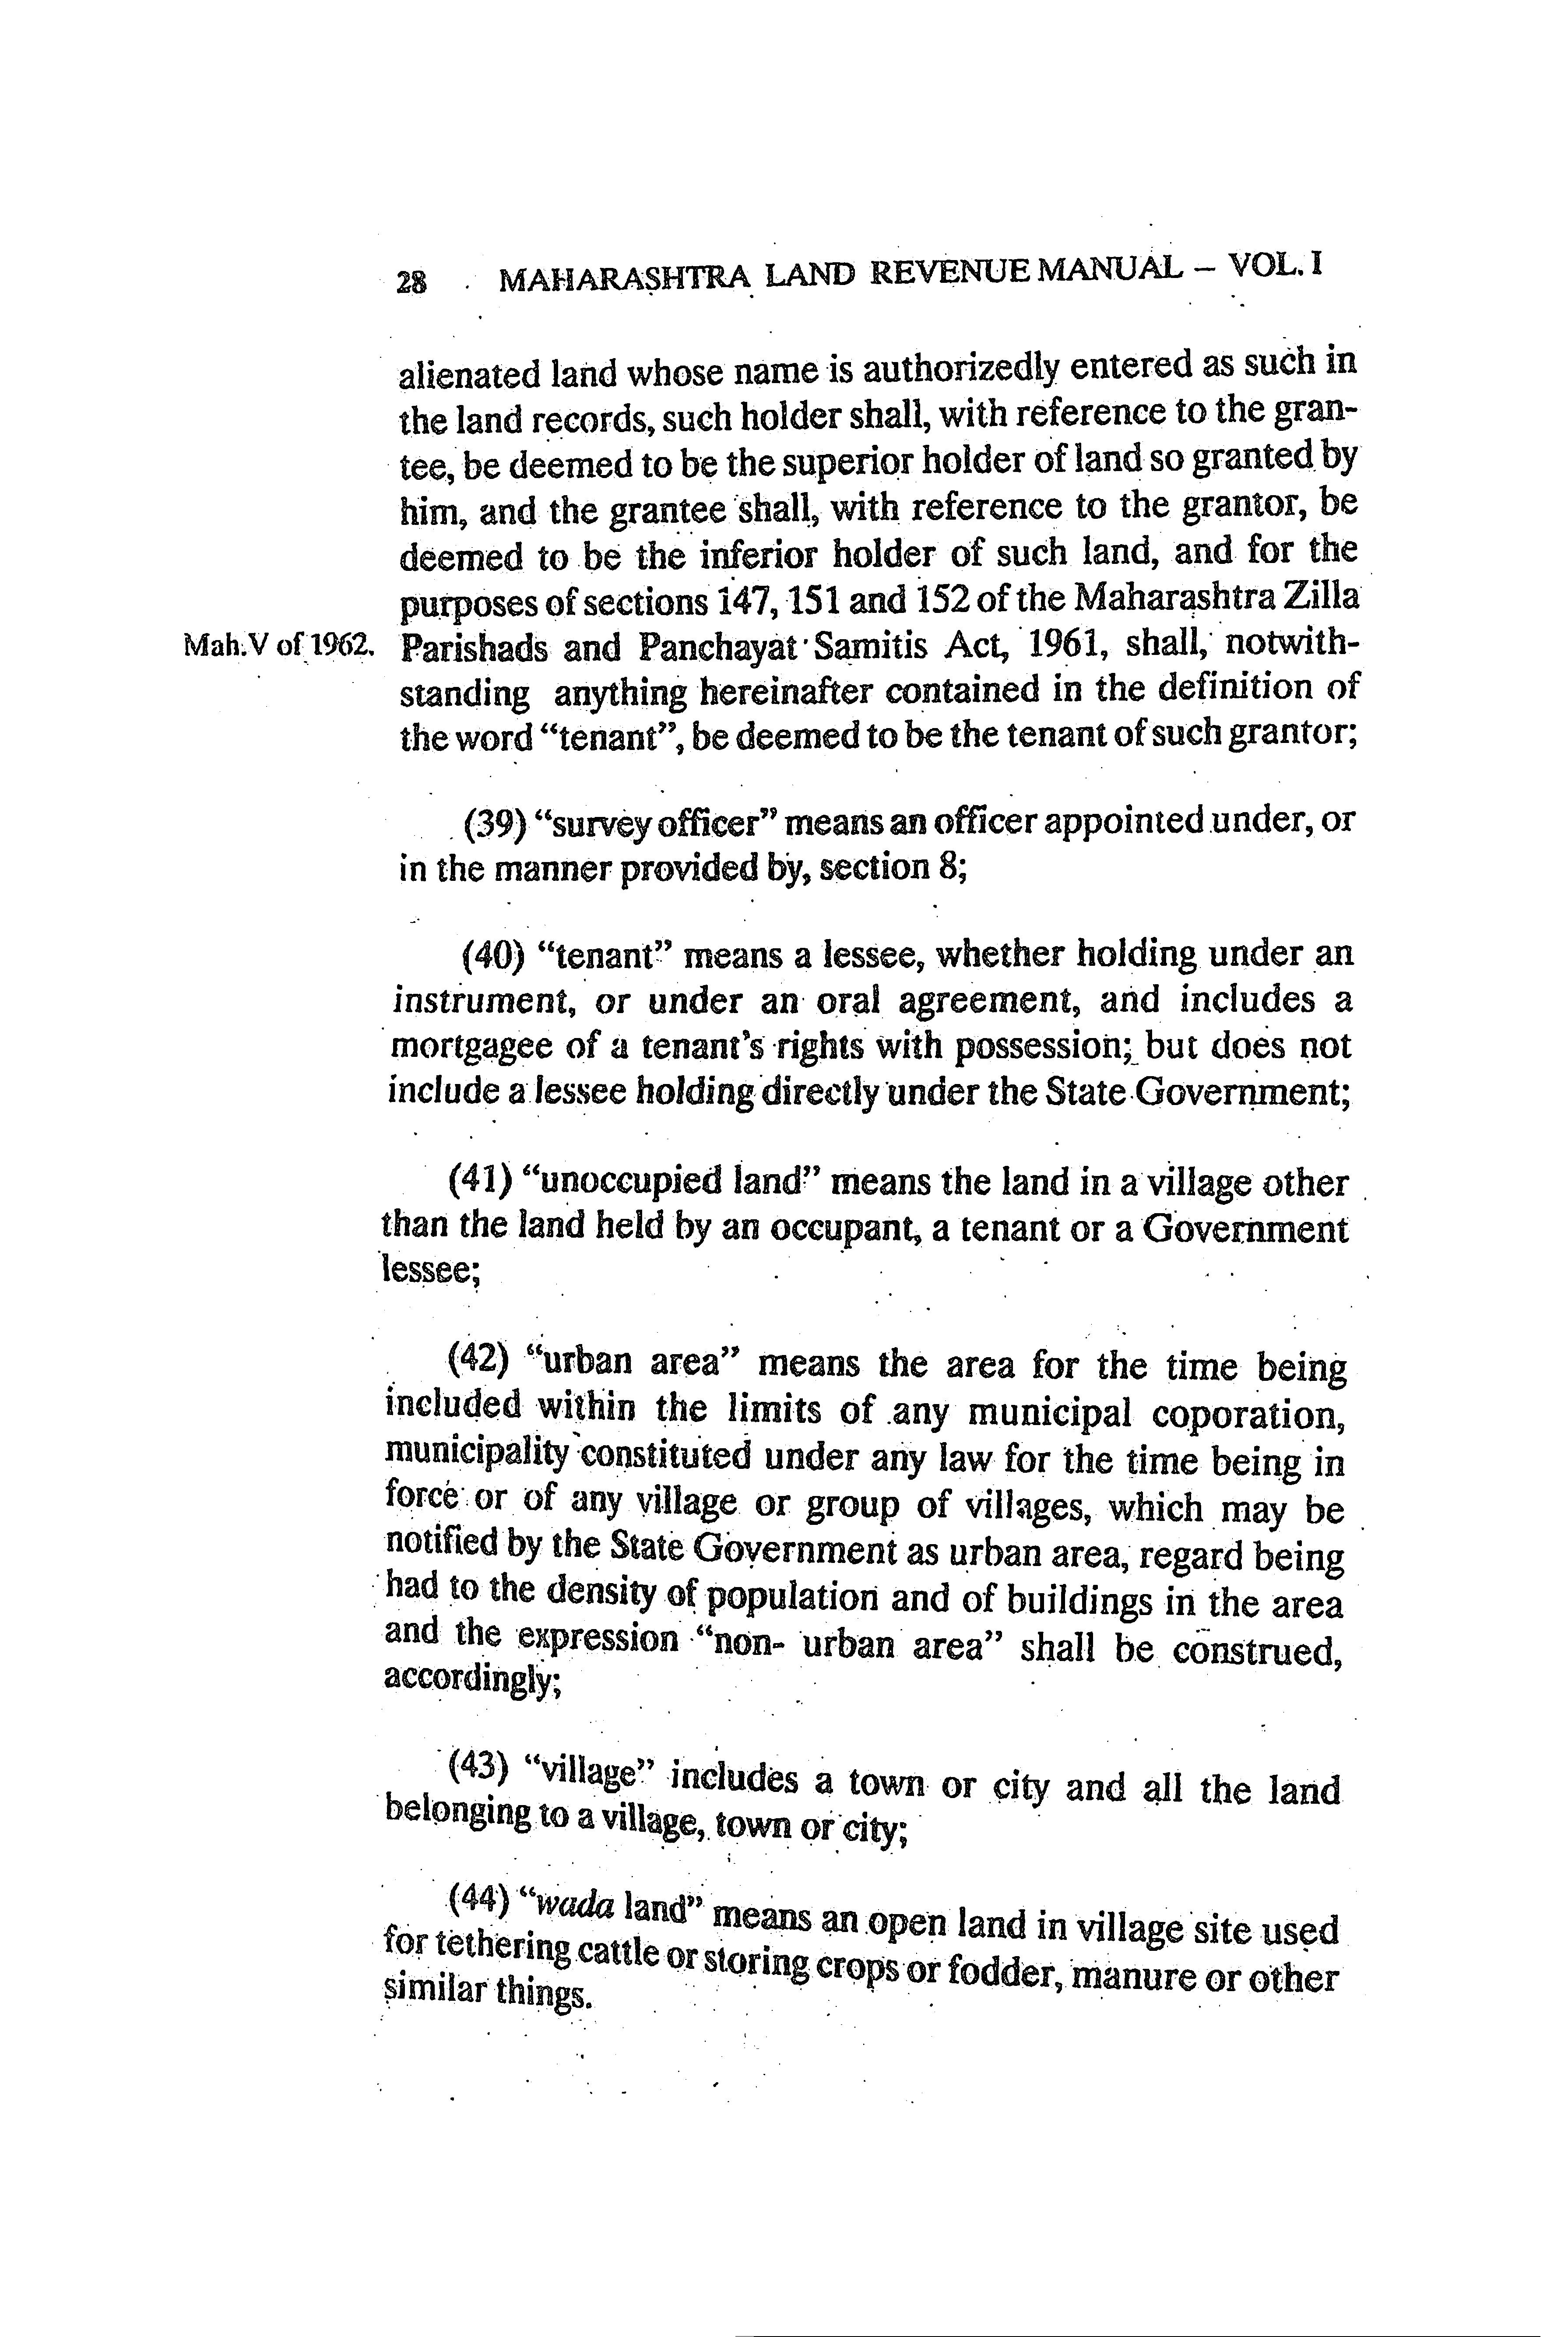 28 MAHARASHTRA LAND REVENUE MANUAL – VOL. I
alienated land whose name is authorizedly entered as such in
the land records, such holder shall, with reference to the gran-
tee, be deemed to be the superior holder of land so granted by
him, and the grantee shall, with reference to the grantor, be
deemed to be the inferior holder of such land, and for the
purposes of sections 147, 151 and 152 of the Maharashtra Zilla
Mah. V of 1962. Parishads and Panchayat Samitis Act, 1961, shall, notwith-
standing anything hereinafter contained in the definition of
the word “tenant”, be deemed to be the tenant of such grantor;
(39) “survey officer” means an officer appointed under, or
in the manner provided by, section 8;
(40) “tenant” means a lessee, whether holding under an
instrument, or under an oral agreement, and includes a
mortgagee of a tenant's rights with possession; but does not
include a lessee holding directly under the State Government;
(41) “unoccupied land” means the land in a village other
than the land held by an occupant, a tenant or a Government
lessee;
(42) “urban area” means the area for the time being
included within the limits of any municipal coporation,
municipality constituted under any law for the time being in
force or of any village or group of villages, which may be
notified by the State Government as urban area, regard being
had to the density of population and of buildings in the area
and the expression “non- urban area” shall be construed,
accordingly;
(43) “village” includes a town or city and all the land
belonging to a village, town or city;
(44) “wada land” means an open land in village site used
for tethering cattle or storing crops or fodder, manure or other
similar things.